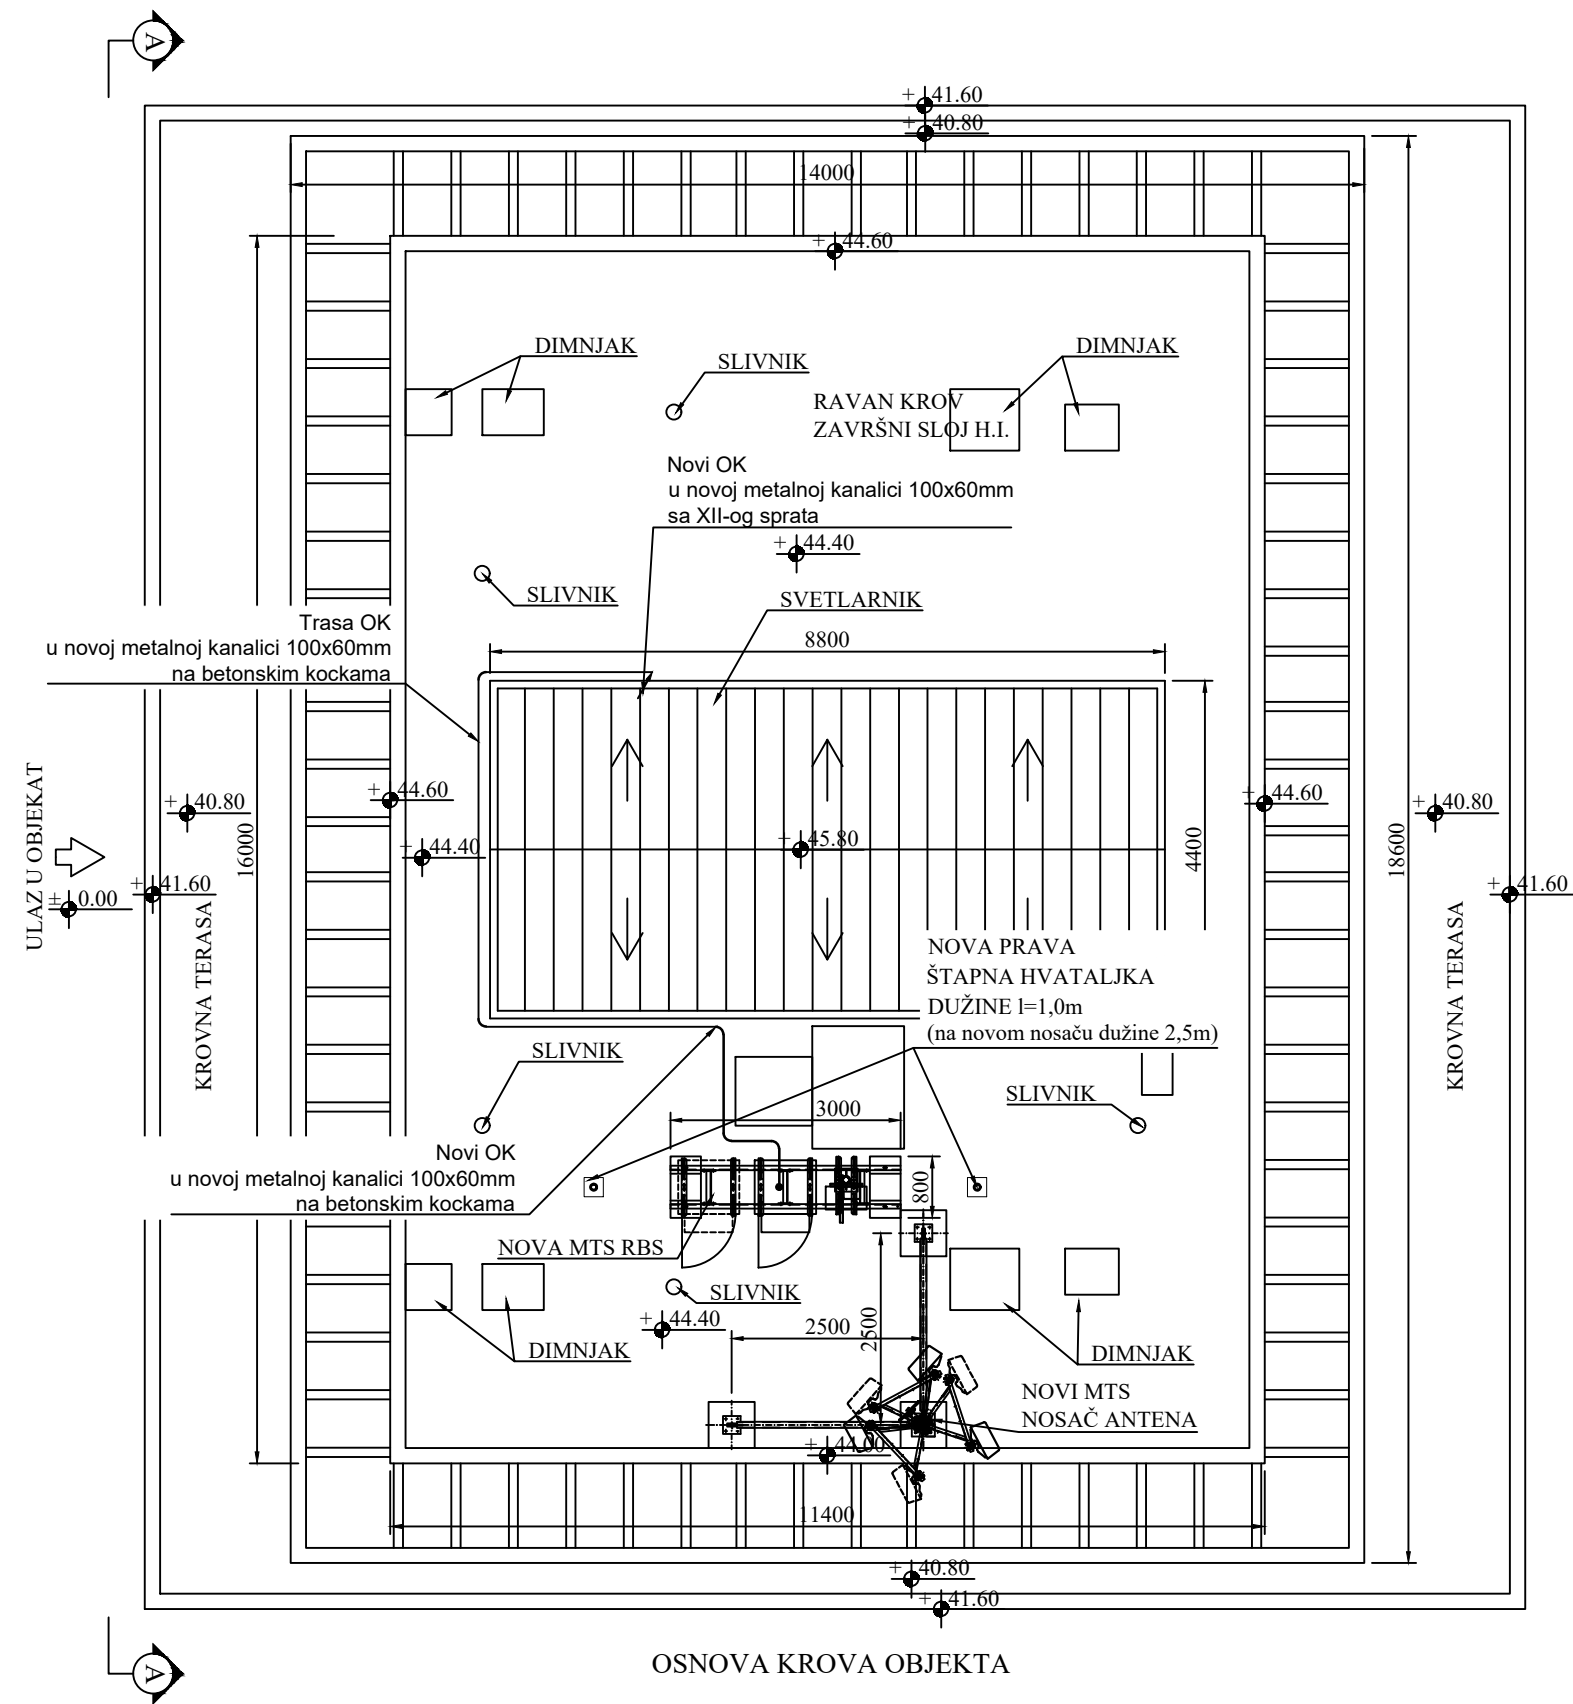 A
+ 41.60
+ 40.80
14000
+ 44.60
DIMNJAK
SLIVNIK
DIMNJAK
RAVAN KROV
ZAVRŠNI SLOJ H.I.
Novi OK
u novoj metalnoj kanalici 100x60mm
sa XII-og sprata
+ 44.40
SLIVNIK
SVETLARNIK
Trasa OK
u novoj metalnoj kanalici 100x60mm
na betonskim kockama
8800
ULAZ U OBJEKAT
± 0.00
+ 40.80
+ 41.60
KROVNA TERASA
16000
+ 44.60
+ 44.40
+ 45.80
4400
+ 44.60
18600
+ 40.80
+ 41.60
KROVNA TERASA
NOVA PRAVA
ŠTAPNA HVATALJKA
DUŽINE l=1,0m
(na novom nosaču dužine 2,5m)
SLIVNIK
SLIVNIK
3000
800
Novi OK
u novoj metalnoj kanalici 100x60mm
na betonskim kockama
NOVA MTS RBS
SLIVNIK
+ 44.40
2500
2500
DIMNJAK
DIMNJAK
NOVI MTS
NOSAČ ANTENA
+ 44.00
11400
+ 40.80
+ 41.60
A
OSNOVA KROVA OBJEKTA